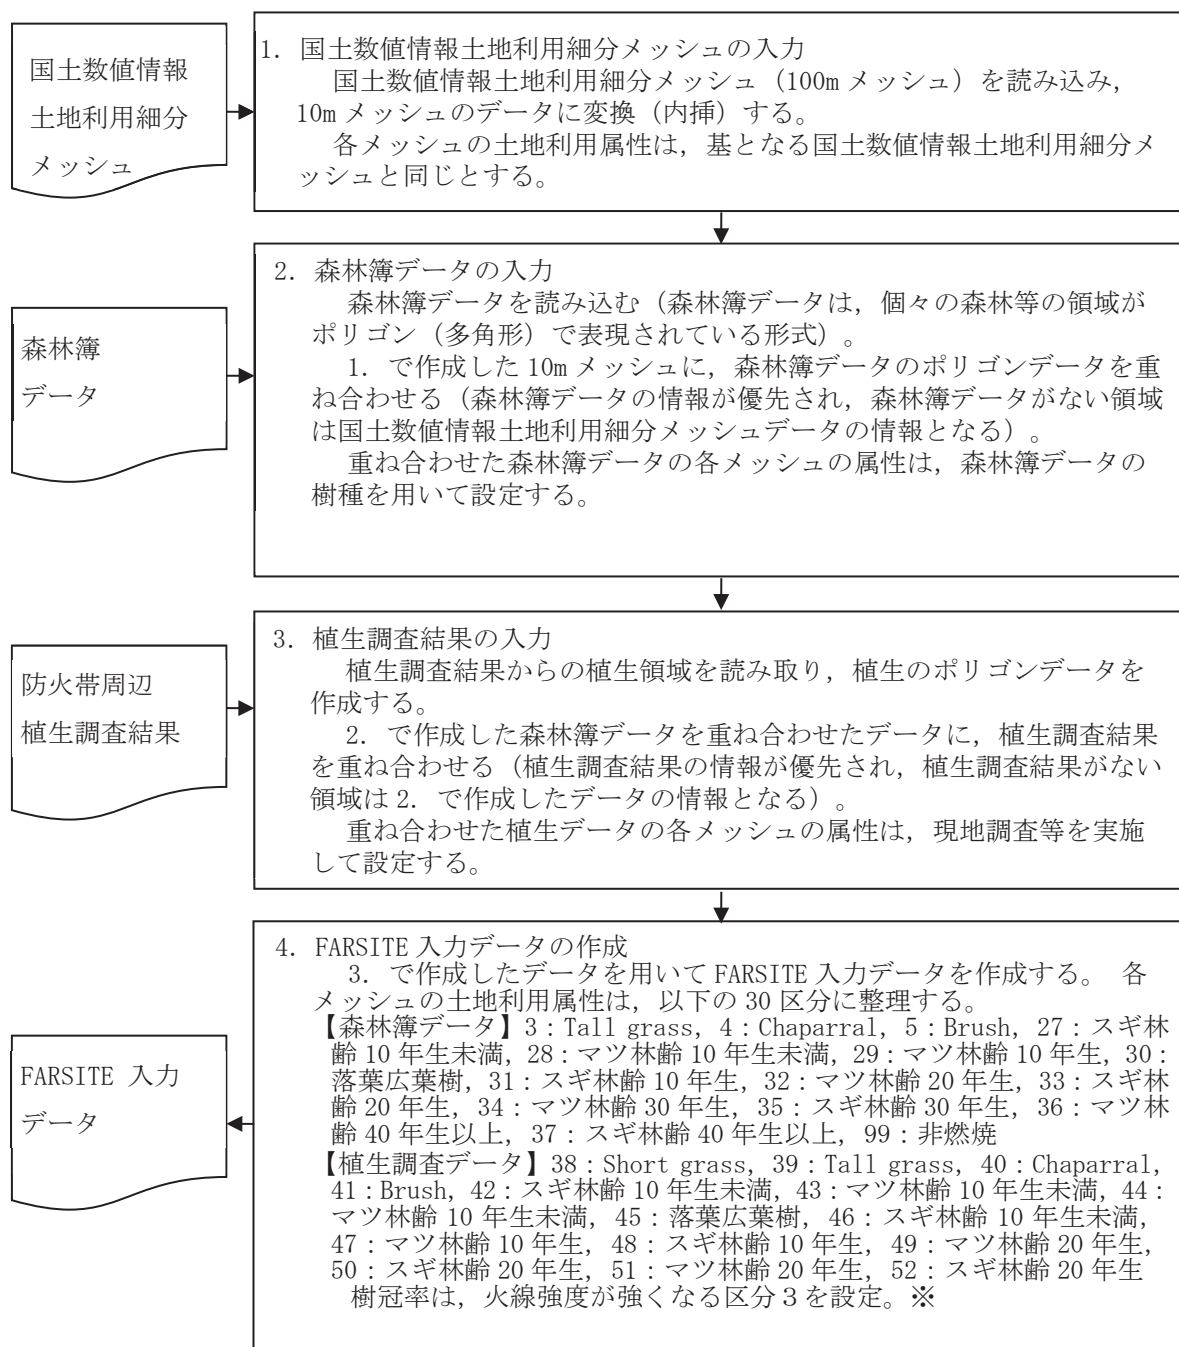 国土数値情報
土地利用細分
メッシュ
1. 国土数値情報土地利用細分メッシュの入力
国土数値情報土地利用細分メッシュ（100m メッシュ）を読み込み，
10m メッシュのデータに変換（内挿）する。
各メッシュの土地利用属性は，基となる国土数値情報土地利用細分メ
ッシュと同じとする。
森林簿
データ
2. 森林簿データの入力
森林簿データを読み込む（森林簿データは，個々の森林等の領域が
ポリゴン（多角形）で表現されている形式）。
1. で作成した 10m メッシュに，森林簿データのポリゴンデータを重
ね合わせる（森林簿データの情報が優先され，森林簿データがない領域
は国土数値情報土地利用細分メッシュデータの情報となる）。
重ね合わせた森林簿データの各メッシュの属性は，森林簿データの
樹種を用いて設定する。
防火帯周辺
植生調査結果
3. 植生調査結果の入力
植生調査結果からの植生領域を読み取り，植生のポリゴンデータを
作成する。
2. で作成した森林簿データを重ね合わせたデータに，植生調査結果
を重ね合わせる（植生調査結果の情報が優先され，植生調査結果がない
領域は 2. で作成したデータの情報となる）。
重ね合わせた植生データの各メッシュの属性は，現地調査等を実施
して設定する。
FARSITE 入力
データ
4. FARSITE 入力データの作成
3. で作成したデータを用いて FARSITE 入力データを作成する。 各
メッシュの土地利用属性は，以下の 30 区分に整理する。
【森林簿データ】3：Tall grass，4：Chaparral，5：Brush，27：スギ林
齢 10 年生未満，28：マツ林齢 10 年生未満，29：マツ林齢 10 年生，30：
落葉広葉樹，31：スギ林齢 10 年生，32：マツ林齢 20 年生，33：スギ林
齢 20 年生，34：マツ林齢 30 年生，35：スギ林齢 30 年生，36：マツ林
齢 40 年生以上，37：スギ林齢 40 年生以上，99：非燃焼
【植生調査データ】38：Short grass，39：Tall grass，40：Chaparral，
41：Brush，42：スギ林齢 10 年生未満，43：マツ林齢 10 年生未満，44：
マツ林齢 10 年生未満，45：落葉広葉樹，46：スギ林齢 10 年生未満，
47：マツ林齢 10 年生，48：スギ林齢 10 年生，49：マツ林齢 20 年生，
50：スギ林齢 20 年生，51：マツ林齢 20 年生，52：スギ林齢 20 年生
樹冠率は，火線強度が強くなる区分３を設定。※